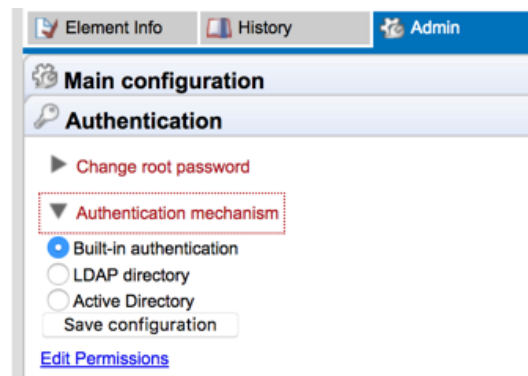 Element Info History Admin
Main configuration
Authentication
Change root password
Authentication mechanism
Built-in authentication
LDAP directory
Active Directory
Save configuration
Edit Permissions